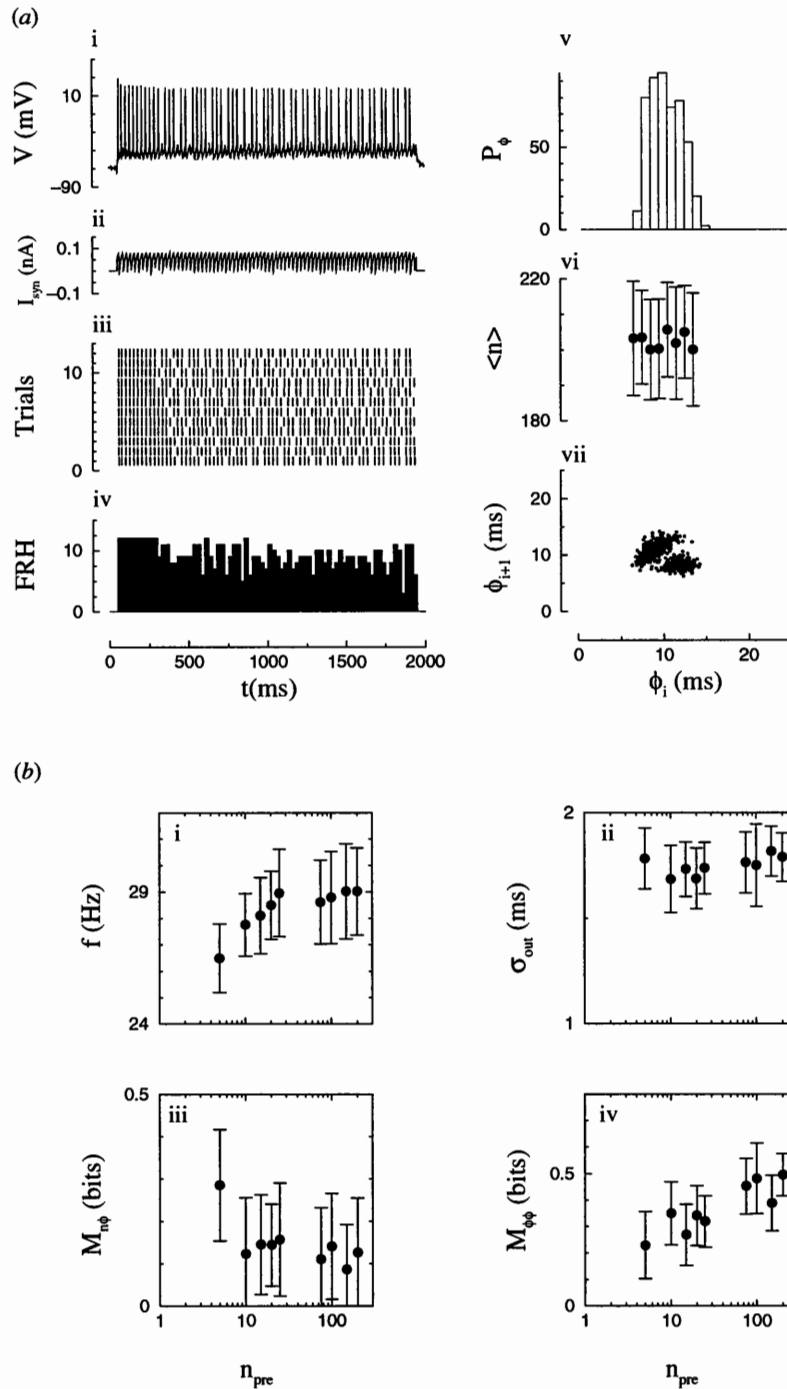 (a)
i
10
−90
V (mV)
ii
0.1
−0.1
I_syn (nA)
iii
10
0
Trials
iv
10
0
FRH
0 500 1000 1500 2000
t(ms)
v
50
0
P_ϕ
vi
220
180
<n>
vii
20
10
0
ϕ_i+1 (ms)
0 10 20
ϕ_i (ms)
(b)
i
29
24
f (Hz)
ii
2
1
σ_out (ms)
iii
0.5
0
M_nϕ (bits)
1 10 100
n_pre
iv
0.5
0
M_ϕϕ (bits)
1 10 100
n_pre